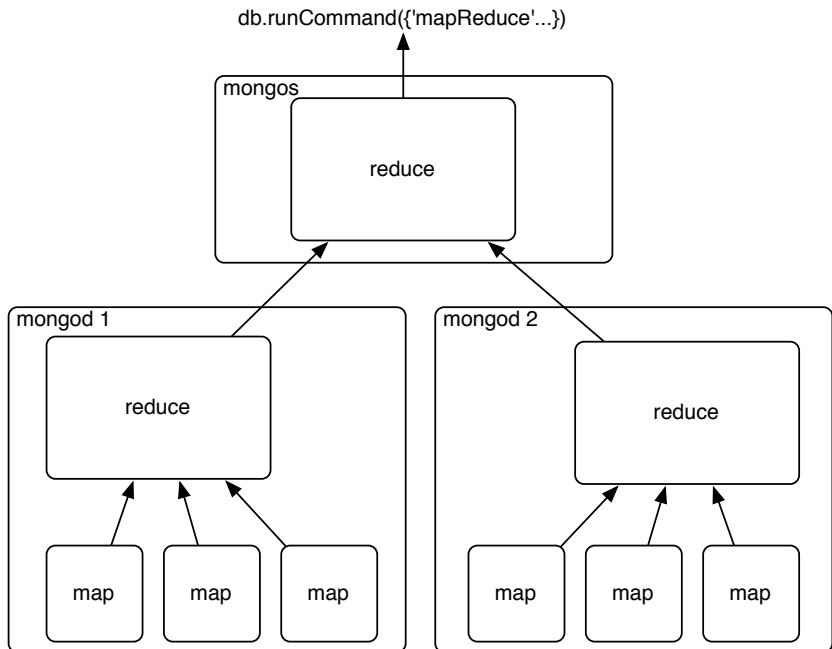 db.runCommand({'mapReduce'...})
mongos
reduce
mongod 1
reduce
map
map
map
mongod 2
reduce
map
map
map